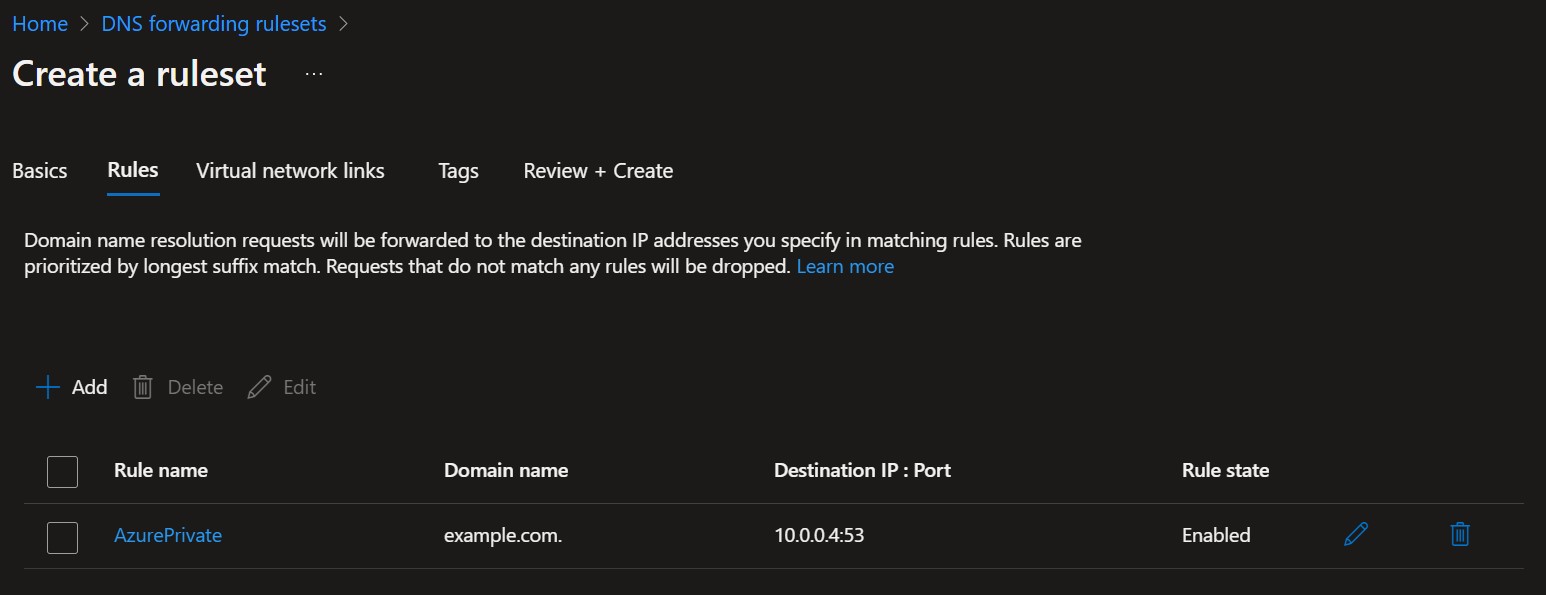 Home > DNS forwarding rulesets >
Create a ruleset ...
Basics Rules Virtual network links Tags Review + Create
Domain name resolution requests will be forwarded to the destination IP addresses you specify in matching rules. Rules are
prioritized by longest suffix match. Requests that do not match any rules will be dropped. Learn more
Add Delete Edit
Rule name Domain name Destination IP : Port Rule state
AzurePrivate example.com. 10.0.0.4:53 Enabled